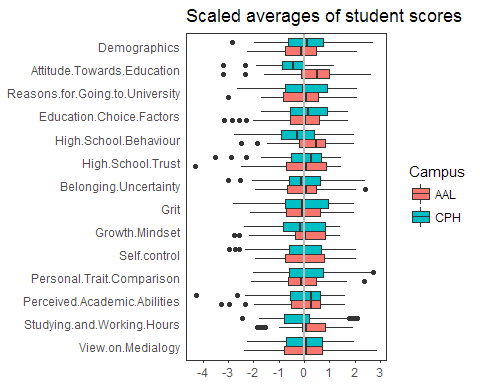 Scaled averages of student scores
Demographics
Attitude.Towards.Education
Reasons.for.Going.to.University
Education.Choice.Factors
High.School.Behaviour
High.School.Trust
Belonging.Uncertainty
Grit
Growth.Mindset
Self.control
Personal.Trait.Comparison
Perceived.Academic.Abilities
Studying.and.Working.Hours
View.on.Medialogy
-4 -3 -2 -1 0 1 2 3
Campus
AAL
CPH